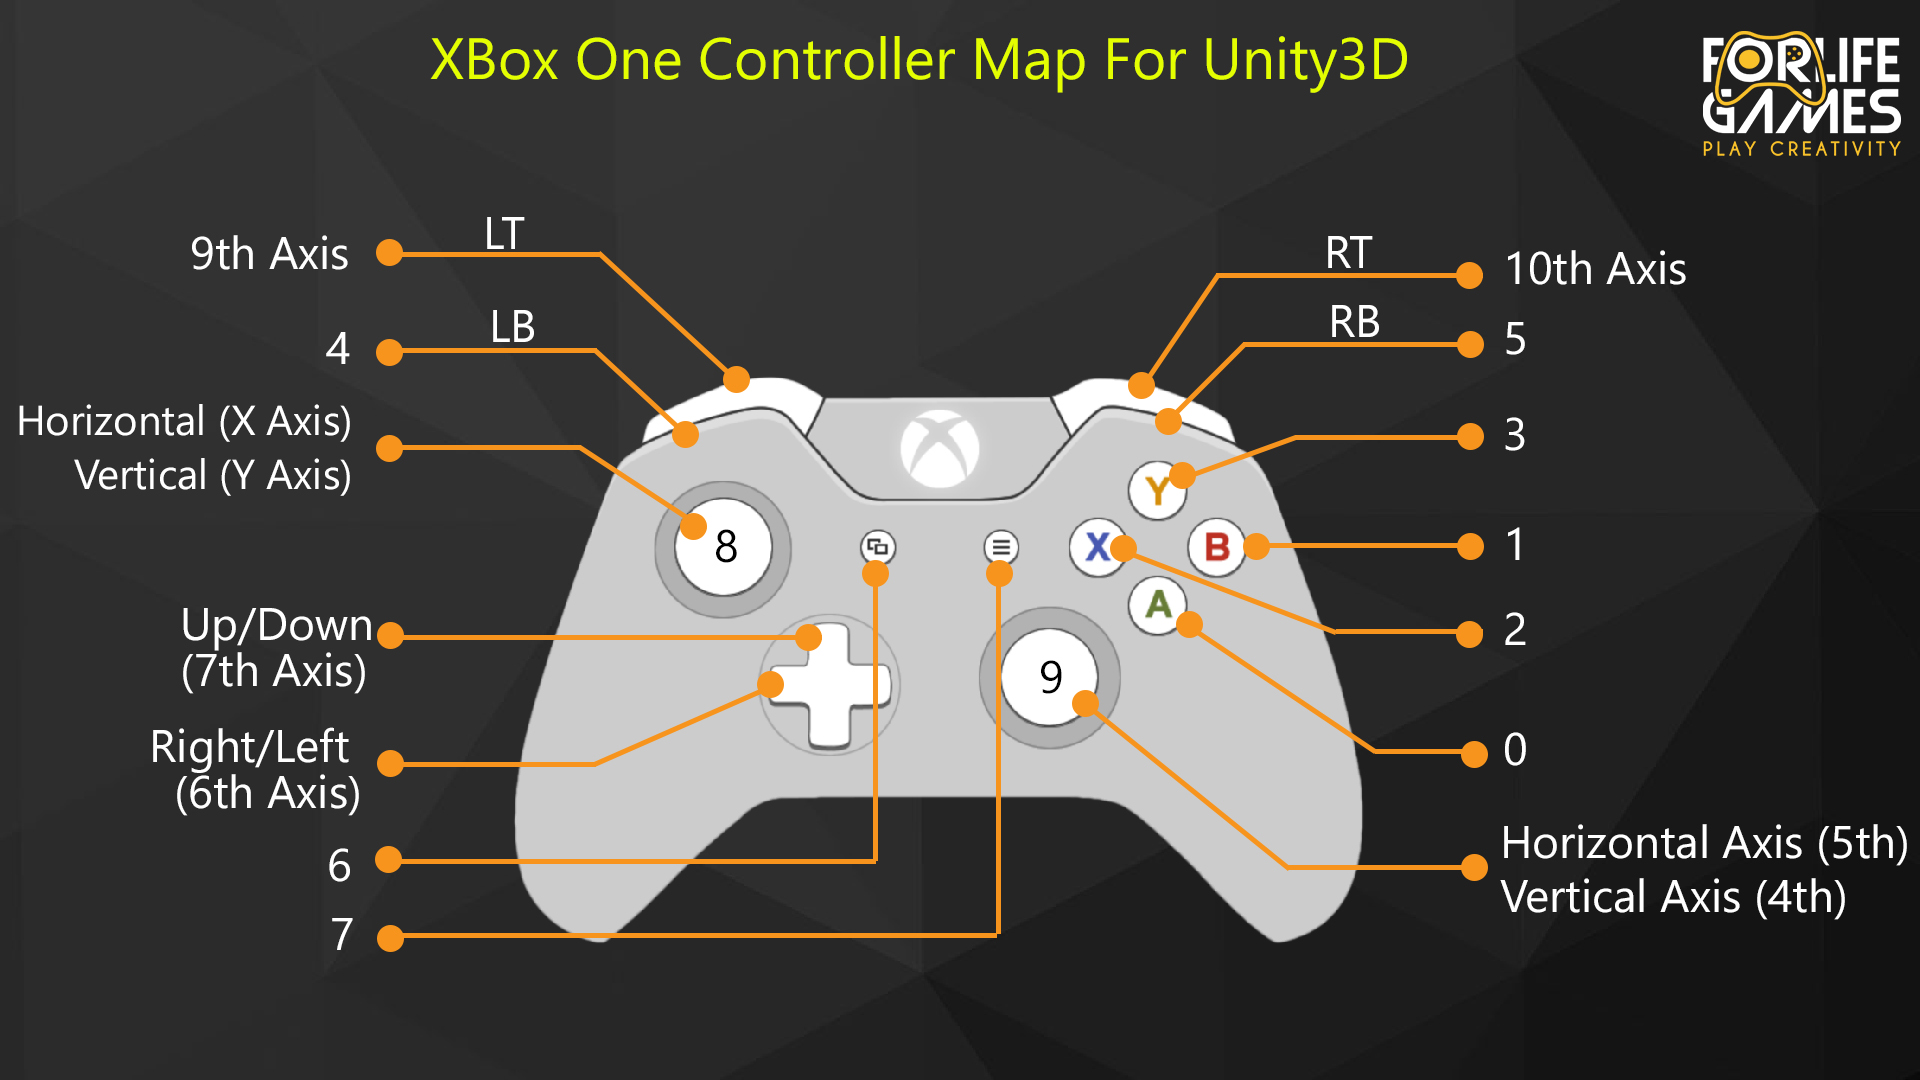 XBox One Controller Map For Unity3D
FORLIFE
GAMES
PLAY CREATIVITY
9th Axis
LT
4
LB
Horizontal (X Axis)
Vertical (Y Axis)
8
Up/Down
(7th Axis)
Right/Left
(6th Axis)
6
7
RT
10th Axis
RB
5
3
Y
X
B
1
A
2
9
0
Horizontal Axis (5th)
Vertical Axis (4th)